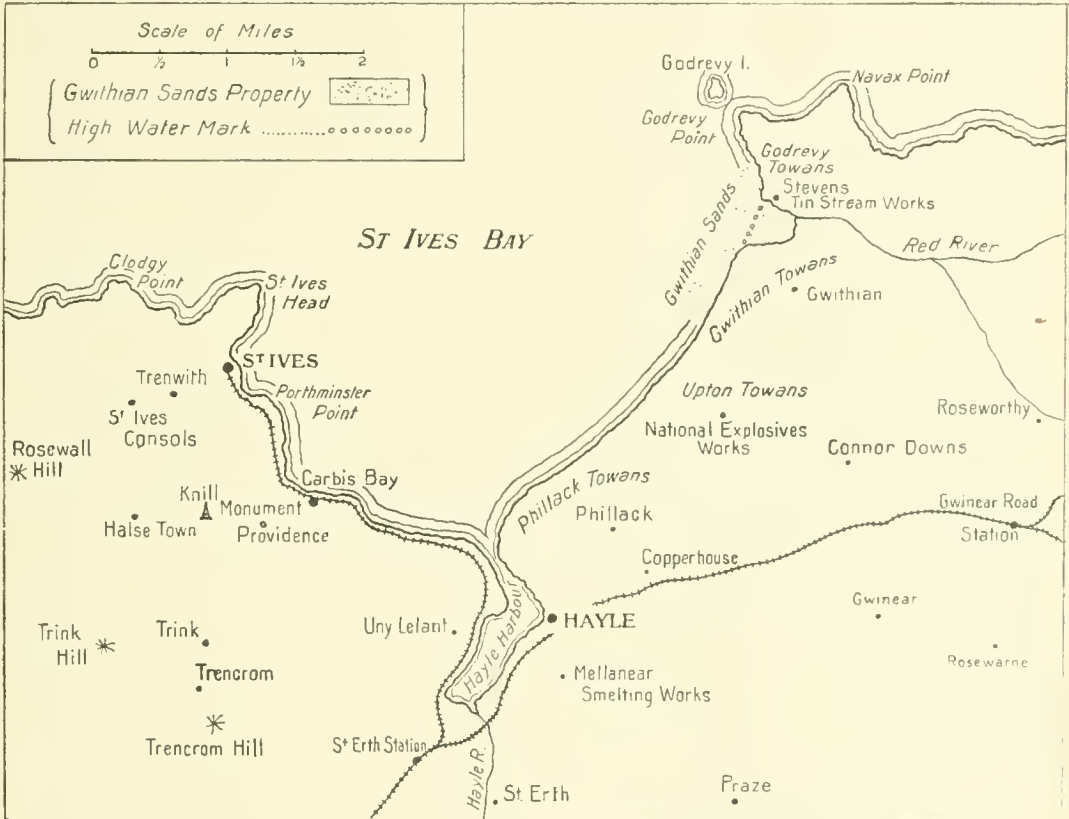 Scale of Miles
0 ½ 1 1½ 2
Gwithian Sands Property
High Water Mark ............
Godrevy I.
Navax Point
Godrevy
Point
Godrevy
Towans
Stevens
Tin Stream Works
ST IVES BAY
Gwithian Sands
Red River
Clodgy
Point
St Ives
Head
Gwithian Towans
Gwithian
ST IVES
Trenwith
Porthminster
Point
St Ives
Consols
Upton Towans
National Explosives
Works
Roseworthy
Connor Downs
Rosewall
Hill
Carbis Bay
Knill
Monument
Halse Town
Providence
Phillack Towans
Phillack
Gwinear Road
Station
Copperhouse
Gwinear
Uny Lelant
Hayle Harbour
HAYLE
Trink
Hill
Trink
Trencrom
Rosewarne
Mellanear
Smelting Works
Trencrom Hill
St Erth Station
Hayle R.
St. Erth
Praze